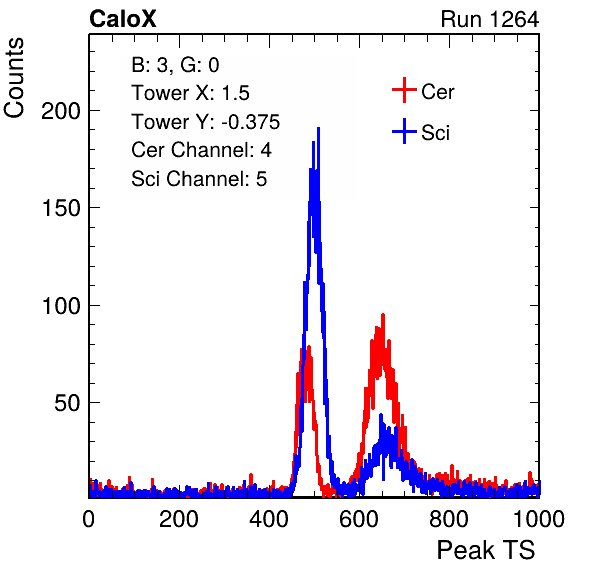 CaloX
Run 1264
Counts
B: 3, G: 0
Tower X: 1.5
Tower Y: -0.375
Cer Channel: 4
Sci Channel: 5
Cer
Sci
200
150
100
50
0 200 400 600 800 1000
Peak TS